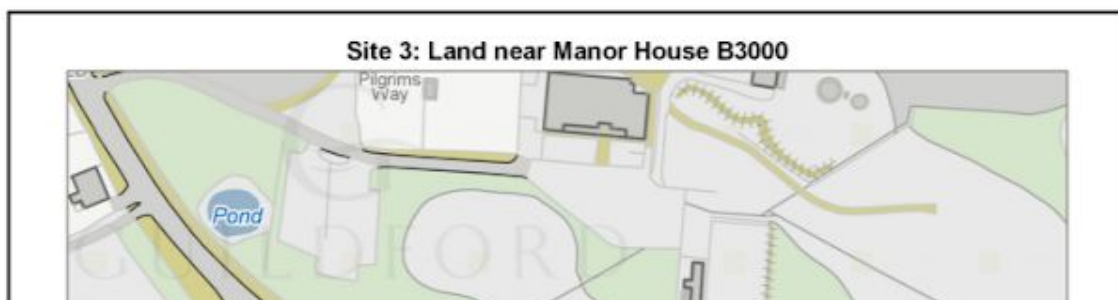 Site 3: Land near Manor House B3000
Pilgrims
Way
Pond
GUILDFORD